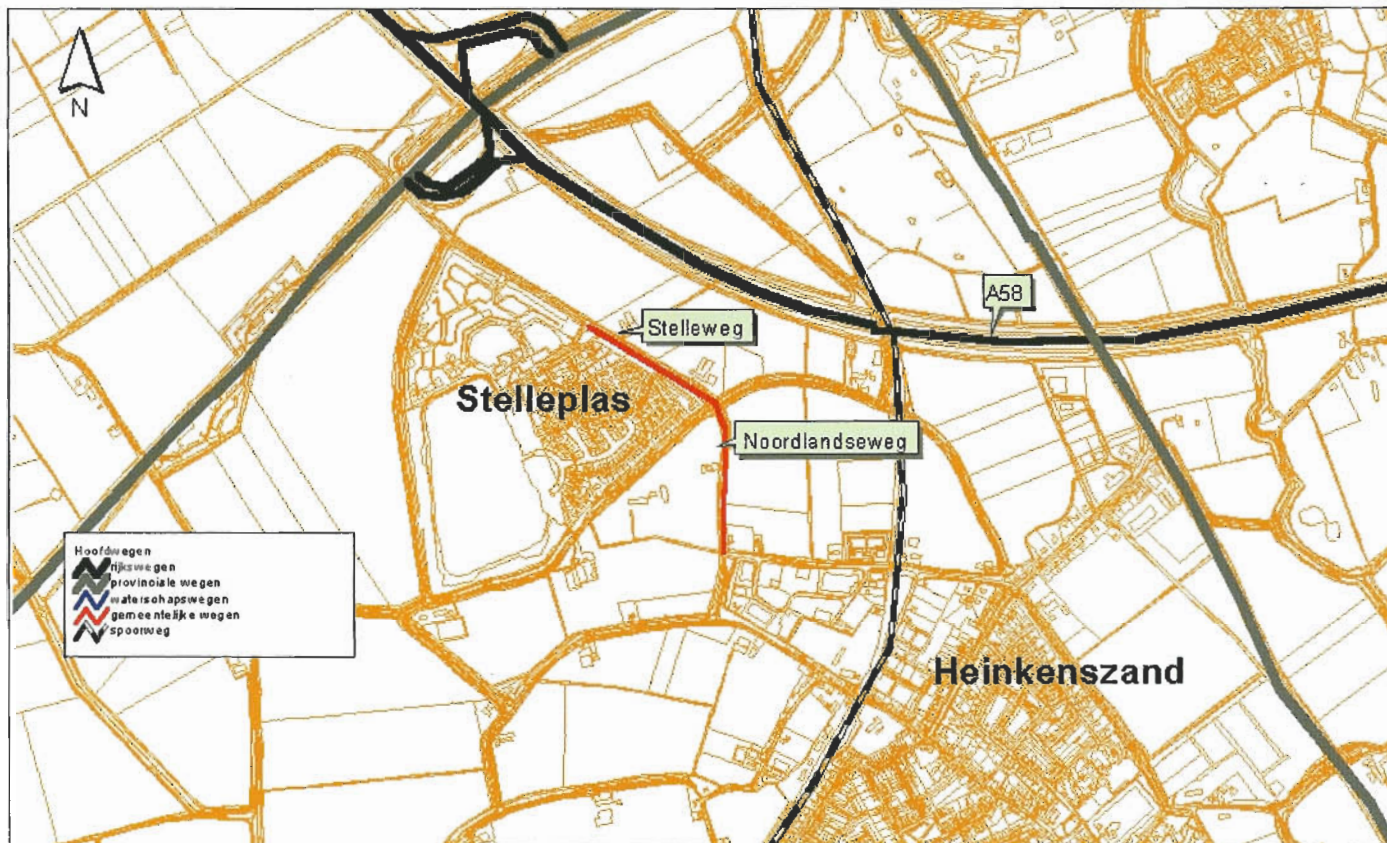 N
A58
Stelleweg
Stelleplas
Noordlandseweg
Hoofdwegen
rijkswegen
provinciale wegen
waterschapswegen
gemeentelijke wegen
spoorweg
Heinkenszand